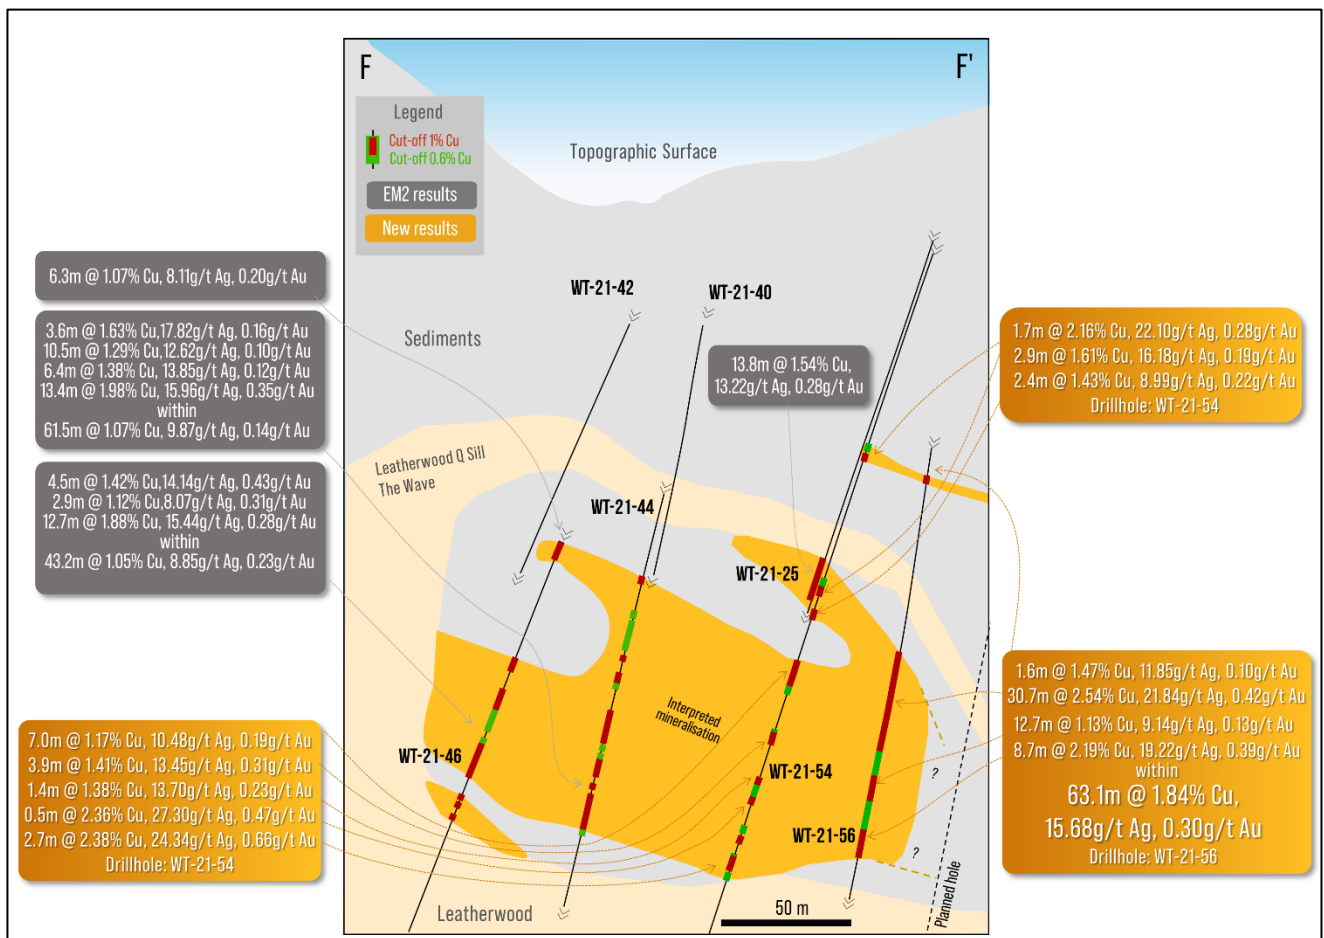 F
F'
Legend
Cut-off 1% Cu
Cut-off 0.6% Cu
EM2 results
New results
Topographic Surface
6.3m @ 1.07% Cu, 8.11g/t Ag, 0.20g/t Au
3.6m @ 1.63% Cu,17.82g/t Ag, 0.16g/t Au
10.5m @ 1.29% Cu,12.62g/t Ag, 0.10g/t Au
6.4m @ 1.38% Cu, 13.85g/t Ag, 0.12g/t Au
13.4m @ 1.98% Cu, 15.96g/t Ag, 0.35g/t Au
within
61.5m @ 1.07% Cu, 9.87g/t Ag, 0.14g/t Au
4.5m @ 1.42% Cu,14.14g/t Ag, 0.43g/t Au
2.9m @ 1.12% Cu,8.07g/t Ag, 0.31g/t Au
12.7m @ 1.88% Cu, 15.44g/t Ag, 0.28g/t Au
within
43.2m @ 1.05% Cu, 8.85g/t Ag, 0.23g/t Au
WT-21-42
WT-21-40
Sediments
13.8m @ 1.54% Cu,
13.22g/t Ag, 0.28g/t Au
1.7m @ 2.16% Cu, 22.10g/t Ag, 0.28g/t Au
2.9m @ 1.61% Cu, 16.18g/t Ag, 0.19g/t Au
2.4m @ 1.43% Cu, 8.99g/t Ag, 0.22g/t Au
Drillhole: WT-21-54
Leatherwood Q Sill
The Wave
WT-21-44
WT-21-25
Interpreted
mineralisation
WT-21-46
WT-21-54
WT-21-56
7.0m @ 1.17% Cu, 10.48g/t Ag, 0.19g/t Au
3.9m @ 1.41% Cu, 13.45g/t Ag, 0.31g/t Au
1.4m @ 1.38% Cu, 13.70g/t Ag, 0.23g/t Au
0.5m @ 2.36% Cu, 27.30g/t Ag, 0.47g/t Au
2.7m @ 2.38% Cu, 24.34g/t Ag, 0.66g/t Au
Drillhole: WT-21-54
1.6m @ 1.47% Cu, 11.85g/t Ag, 0.10g/t Au
30.7m @ 2.54% Cu, 21.84g/t Ag, 0.42g/t Au
12.7m @ 1.13% Cu, 9.14g/t Ag, 0.13g/t Au
8.7m @ 2.19% Cu, 19.22g/t Ag, 0.39g/t Au
within
63.1m @ 1.84% Cu,
15.68g/t Ag, 0.30g/t Au
Drillhole: WT-21-56
?
?
Planned hole
Leatherwood
50 m